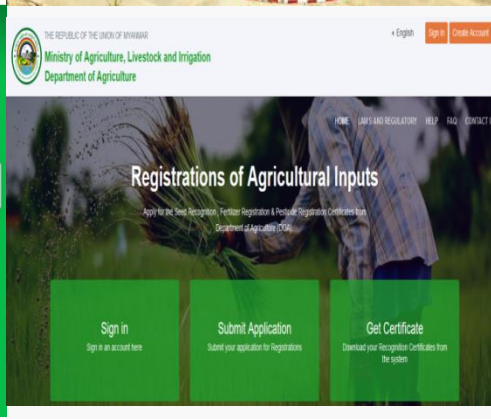 THE REPUBLIC OF THE UNION OF MYANMAR
Ministry of Agriculture, Livestock and Irrigation
Department of Agriculture
English
Sign in
Create Account
HOME LAWS AND REGULATORY HELP FAQ CONTACT
Registrations of Agricultural Inputs
Apply for the Seed Recognition , Fertilizer Registration & Pesticide Registration Certificates from
Department of Agriculture (DOA)
Sign in
Sign in an account here
Submit Application
Submit your application for Registrations
Get Certificate
Download your Recognition Certificates from
the system